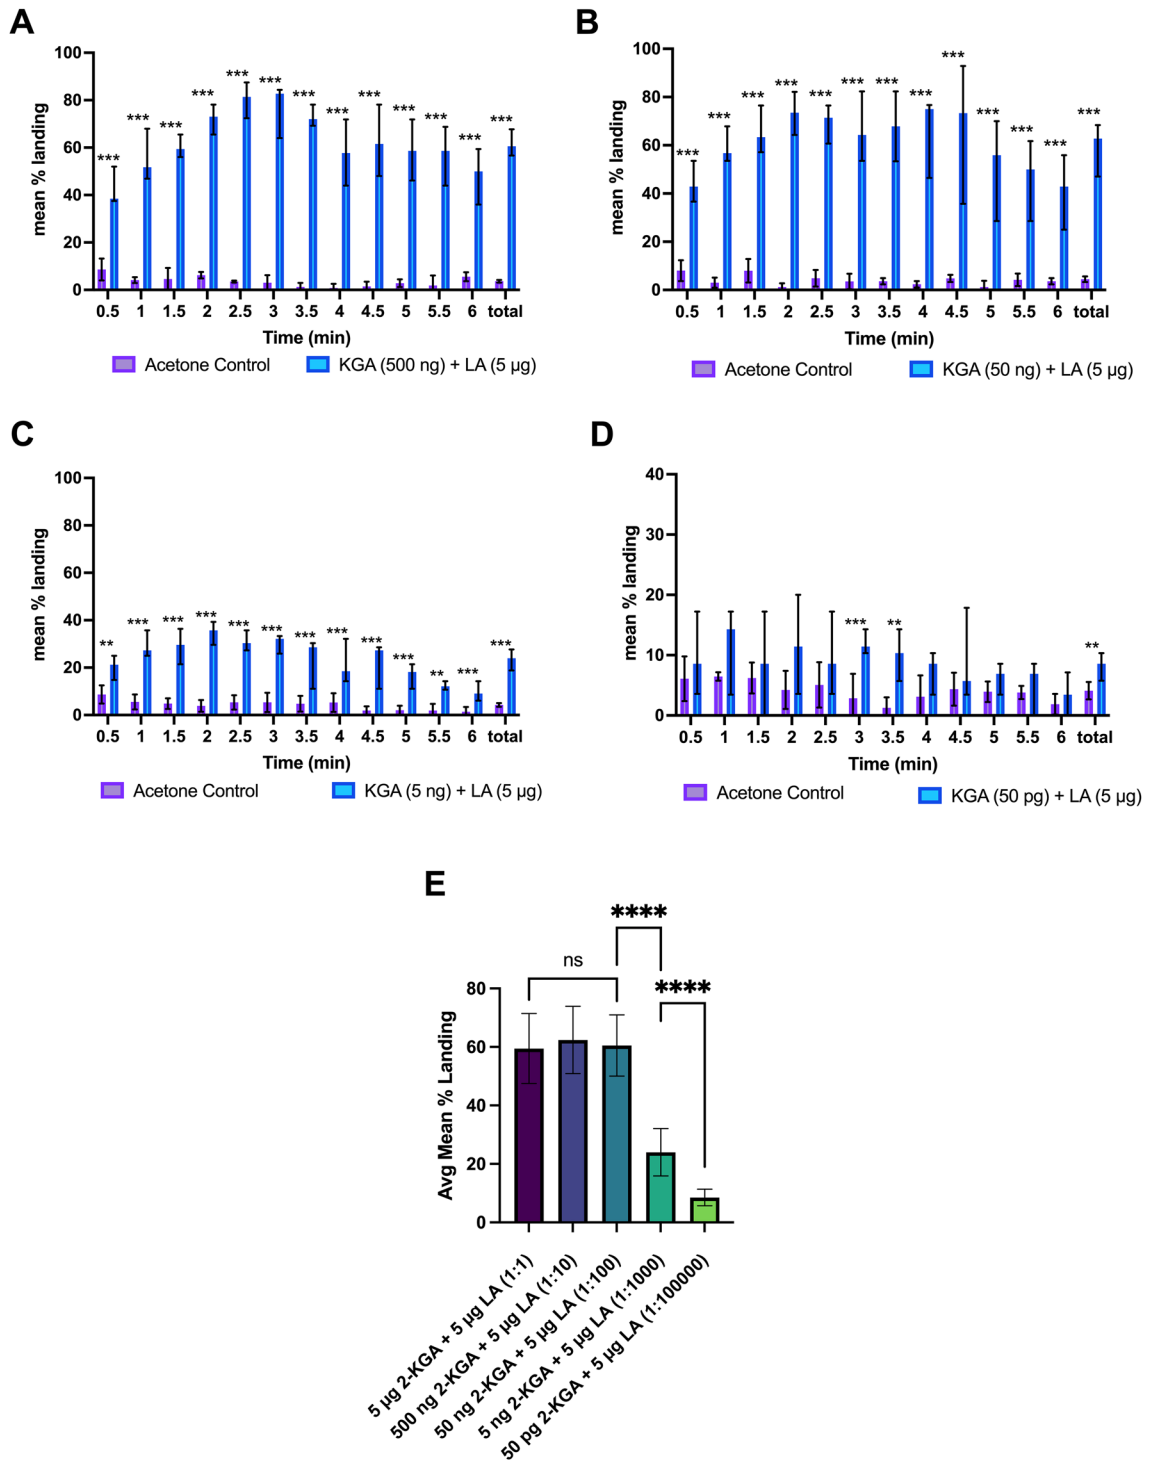 A
mean % landing
100
80
60
40
20
0
*** *** *** *** *** *** *** *** *** *** *** *** ***
0.5 1 1.5 2 2.5 3 3.5 4 4.5 5 5.5 6 total
Time (min)
Acetone Control KGA (500 ng) + LA (5 µg)
B
mean % landing
100
80
60
40
20
0
*** *** *** *** *** *** *** *** *** *** *** *** ***
0.5 1 1.5 2 2.5 3 3.5 4 4.5 5 5.5 6 total
Time (min)
Acetone Control KGA (50 ng) + LA (5 µg)
C
mean % landing
100
80
60
40
20
0
** *** *** *** *** *** *** *** *** *** ** *** ***
0.5 1 1.5 2 2.5 3 3.5 4 4.5 5 5.5 6 total
Time (min)
Acetone Control KGA (5 ng) + LA (5 µg)
D
mean % landing
40
30
20
10
0
*** ** **
0.5 1 1.5 2 2.5 3 3.5 4 4.5 5 5.5 6 total
Time (min)
Acetone Control KGA (50 pg) + LA (5 µg)
E
Avg Mean % Landing
80
60
40
20
0
ns
****
****
5 µg 2-KGA + 5 µg LA (1:1)
500 ng 2-KGA + 5 µg LA (1:10)
50 ng 2-KGA + 5 µg LA (1:100)
5 ng 2-KGA + 5 µg LA (1:1000)
50 pg 2-KGA + 5 µg LA (1:100000)